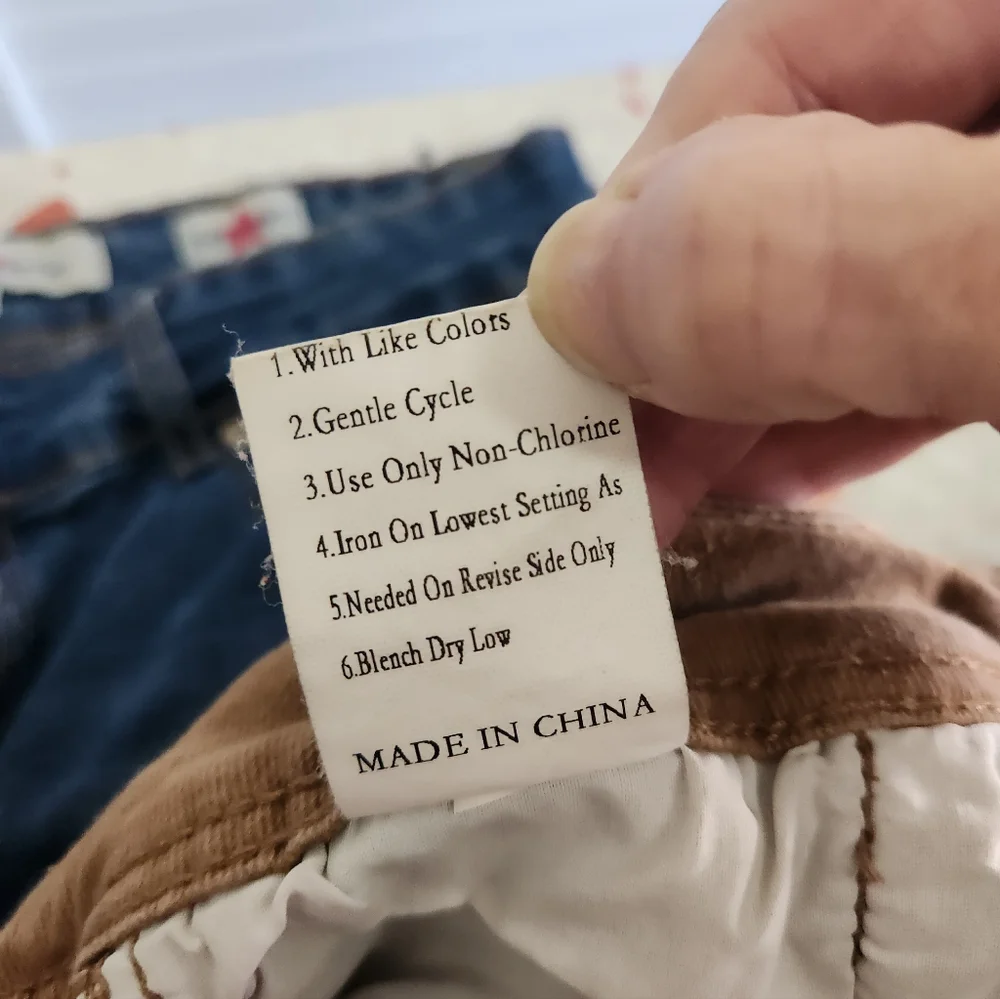 1.With Like Colors
2.Gentle Cycle
3.Use Only Non-Chlorine
4.Iron On Lowest Setting As
5.Needed On Revise Side Only
6.Blench Dry Low
MADE IN CHINA